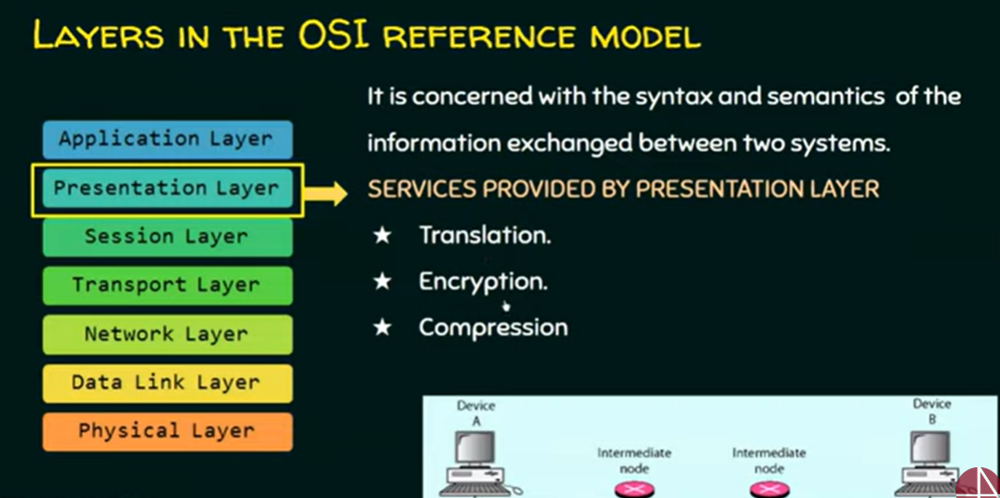 LAYERS IN THE OSI REFERENCE MODEL
Application Layer
Presentation Layer
Session Layer
Transport Layer
Network Layer
Data Link Layer
Physical Layer
It is concerned with the syntax and semantics of the
information exchanged between two systems.
SERVICES PROVIDED BY PRESENTATION LAYER
★ Translation.
★ Encryption.
★ Compression
Device
A
Intermediate
node
Intermediate
node
Device
B